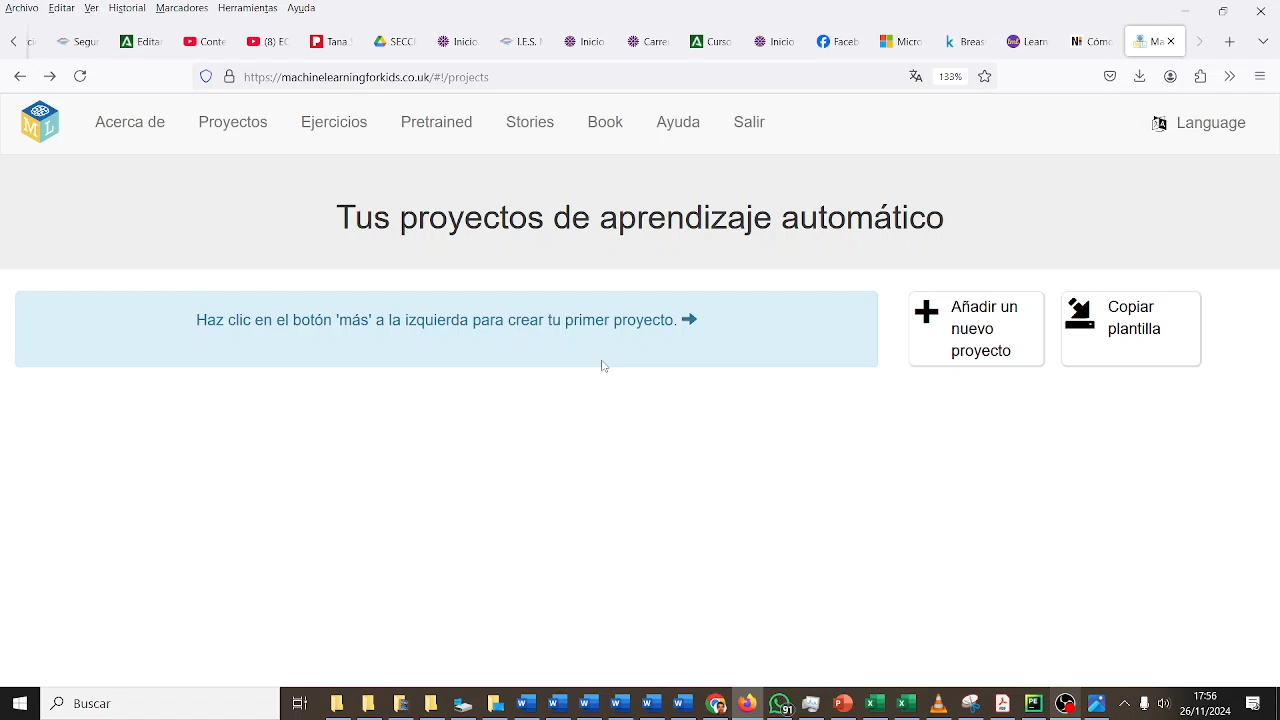 Archivo Editar Ver Historial Marcadores Herramientas Ayuda
Segur Edita Conte (8) EC Tana SECCI Inicio I.E.S. Inicio Carre Curso Inicio Faceb Micro Breas Learn Cómo Ma
https://machinelearningforkids.co.uk/#!/projects 133%
ML Acerca de Proyectos Ejercicios Pretrained Stories Book Ayuda Salir Language
Tus proyectos de aprendizaje automático
Haz clic en el botón 'más' a la izquierda para crear tu primer proyecto.
Añadir un
nuevo
proyecto
Copiar
plantilla
Buscar
91
17:56
26/11/2024